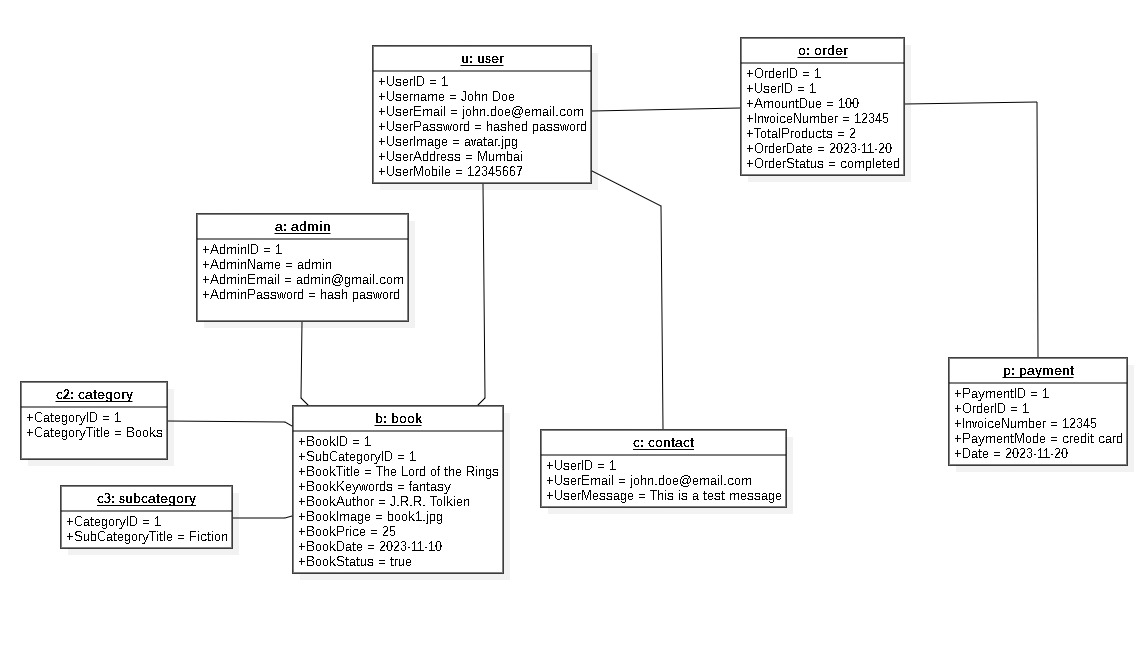 u: user
+UserID = 1
+Username = John Doe
+UserEmail = john.doe@email.com
+UserPassword = hashed password
+UserImage = avatar.jpg
+UserAddress = Mumbai
+UserMobile = 12345667
o: order
+OrderID = 1
+UserID = 1
+AmountDue = 100
+InvoiceNumber = 12345
+TotalProducts = 2
+OrderDate = 2023-11-20
+OrderStatus = completed
a: admin
+AdminID = 1
+AdminName = admin
+AdminEmail = admin@gmail.com
+AdminPassword = hash pasword
c2: category
+CategoryID = 1
+CategoryTitle = Books
c3: subcategory
+CategoryID = 1
+SubCategoryTitle = Fiction
b: book
+BookID = 1
+SubCategoryID = 1
+BookTitle = The Lord of the Rings
+BookKeywords = fantasy
+BookAuthor = J.R.R. Tolkien
+BookImage = book1.jpg
+BookPrice = 25
+BookDate = 2023-11-10
+BookStatus = true
c: contact
+UserID = 1
+UserEmail = john.doe@email.com
+UserMessage = This is a test message
p: payment
+PaymentID = 1
+OrderID = 1
+InvoiceNumber = 12345
+PaymentMode = credit card
+Date = 2023-11-20